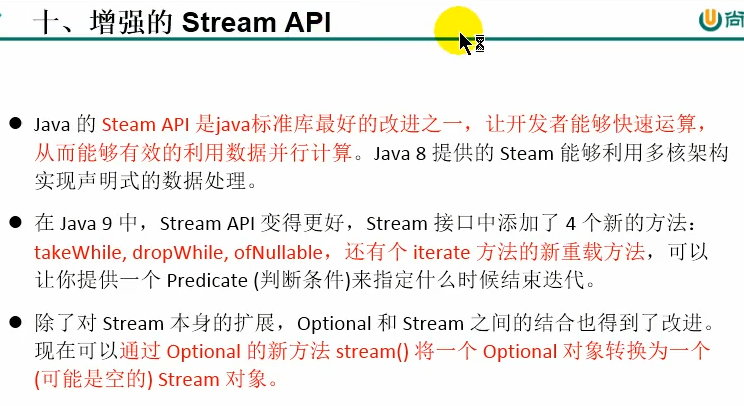 十、增强的 Stream API
尚
● Java 的 Steam API 是java标准库最好的改进之一，让开发者能够快速运算，
从而能够有效的利用数据并行计算。Java 8 提供的 Steam 能够利用多核架构
实现声明式的数据处理。
● 在 Java 9 中，Stream API 变得更好，Stream 接口中添加了 4 个新的方法：
takeWhile, dropWhile, ofNullable，还有个 iterate 方法的新重载方法，可以
让你提供一个 Predicate (判断条件)来指定什么时候结束迭代。
● 除了对 Stream 本身的扩展，Optional 和 Stream 之间的结合也得到了改进。
现在可以通过 Optional 的新方法 stream() 将一个 Optional 对象转换为一个
(可能是空的) Stream 对象。